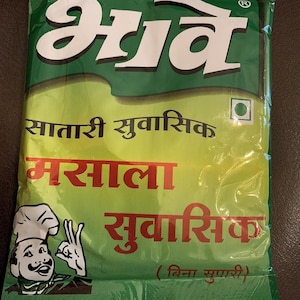 भावे®
सातारी सुवासिक
मसाला
सुवासिक
( बिना सुपारी )